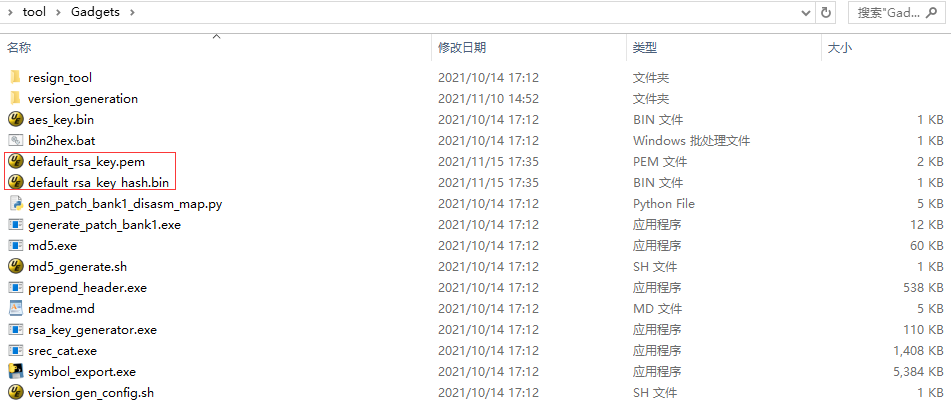 tool Gadgets 搜索"Gad...
名称 修改日期 类型 大小
resign_tool 2021/10/14 17:12 文件夹
version_generation 2021/11/10 14:52 文件夹
aes_key.bin 2021/10/14 17:12 BIN 文件 1 KB
bin2hex.bat 2021/10/14 17:12 Windows 批处理文件 1 KB
default_rsa_key.pem 2021/11/15 17:35 PEM 文件 2 KB
default_rsa_key_hash.bin 2021/11/15 17:35 BIN 文件 1 KB
gen_patch_bank1_disasm_map.py 2021/10/14 17:12 Python File 5 KB
generate_patch_bank1.exe 2021/10/14 17:12 应用程序 12 KB
md5.exe 2021/10/14 17:12 应用程序 60 KB
md5_generate.sh 2021/10/14 17:12 SH 文件 1 KB
prepend_header.exe 2021/10/14 17:12 应用程序 538 KB
readme.md 2021/10/14 17:12 MD 文件 5 KB
rsa_key_generator.exe 2021/10/14 17:12 应用程序 110 KB
srec_cat.exe 2021/10/14 17:12 应用程序 1,408 KB
symbol_export.exe 2021/10/14 17:12 应用程序 5,384 KB
version_gen_config.sh 2021/10/14 17:12 SH 文件 1 KB